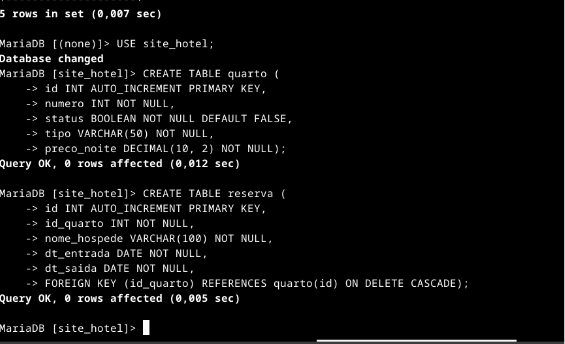 5 rows in set (0,007 sec)
MariaDB [(none)]> USE site_hotel;
Database changed
MariaDB [site_hotel]> CREATE TABLE quarto (
    -> id INT AUTO_INCREMENT PRIMARY KEY,
    -> numero INT NOT NULL,
    -> status BOOLEAN NOT NULL DEFAULT FALSE,
    -> tipo VARCHAR(50) NOT NULL,
    -> preco_noite DECIMAL(10, 2) NOT NULL);
Query OK, 0 rows affected (0,012 sec)
MariaDB [site_hotel]> CREATE TABLE reserva (
    -> id INT AUTO_INCREMENT PRIMARY KEY,
    -> id_quarto INT NOT NULL,
    -> nome_hospede VARCHAR(100) NOT NULL,
    -> dt_entrada DATE NOT NULL,
    -> dt_saida DATE NOT NULL,
    -> FOREIGN KEY (id_quarto) REFERENCES quarto(id) ON DELETE CASCADE);
Query OK, 0 rows affected (0,005 sec)
MariaDB [site_hotel]>